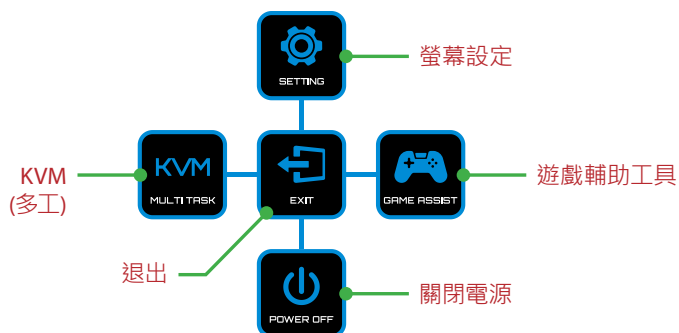 SETTING
螢幕設定
KVM
MULTI TASK
KVM
(多工)
EXIT
GAME ASSIST
遊戲輔助工具
退出
POWER OFF
關閉電源